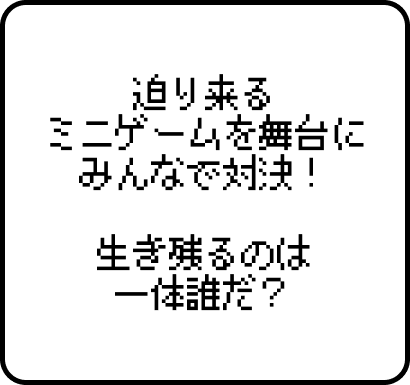 迫り来る
ミニゲームを舞台に
みんなで対決！
生き残るのは
一体誰だ？